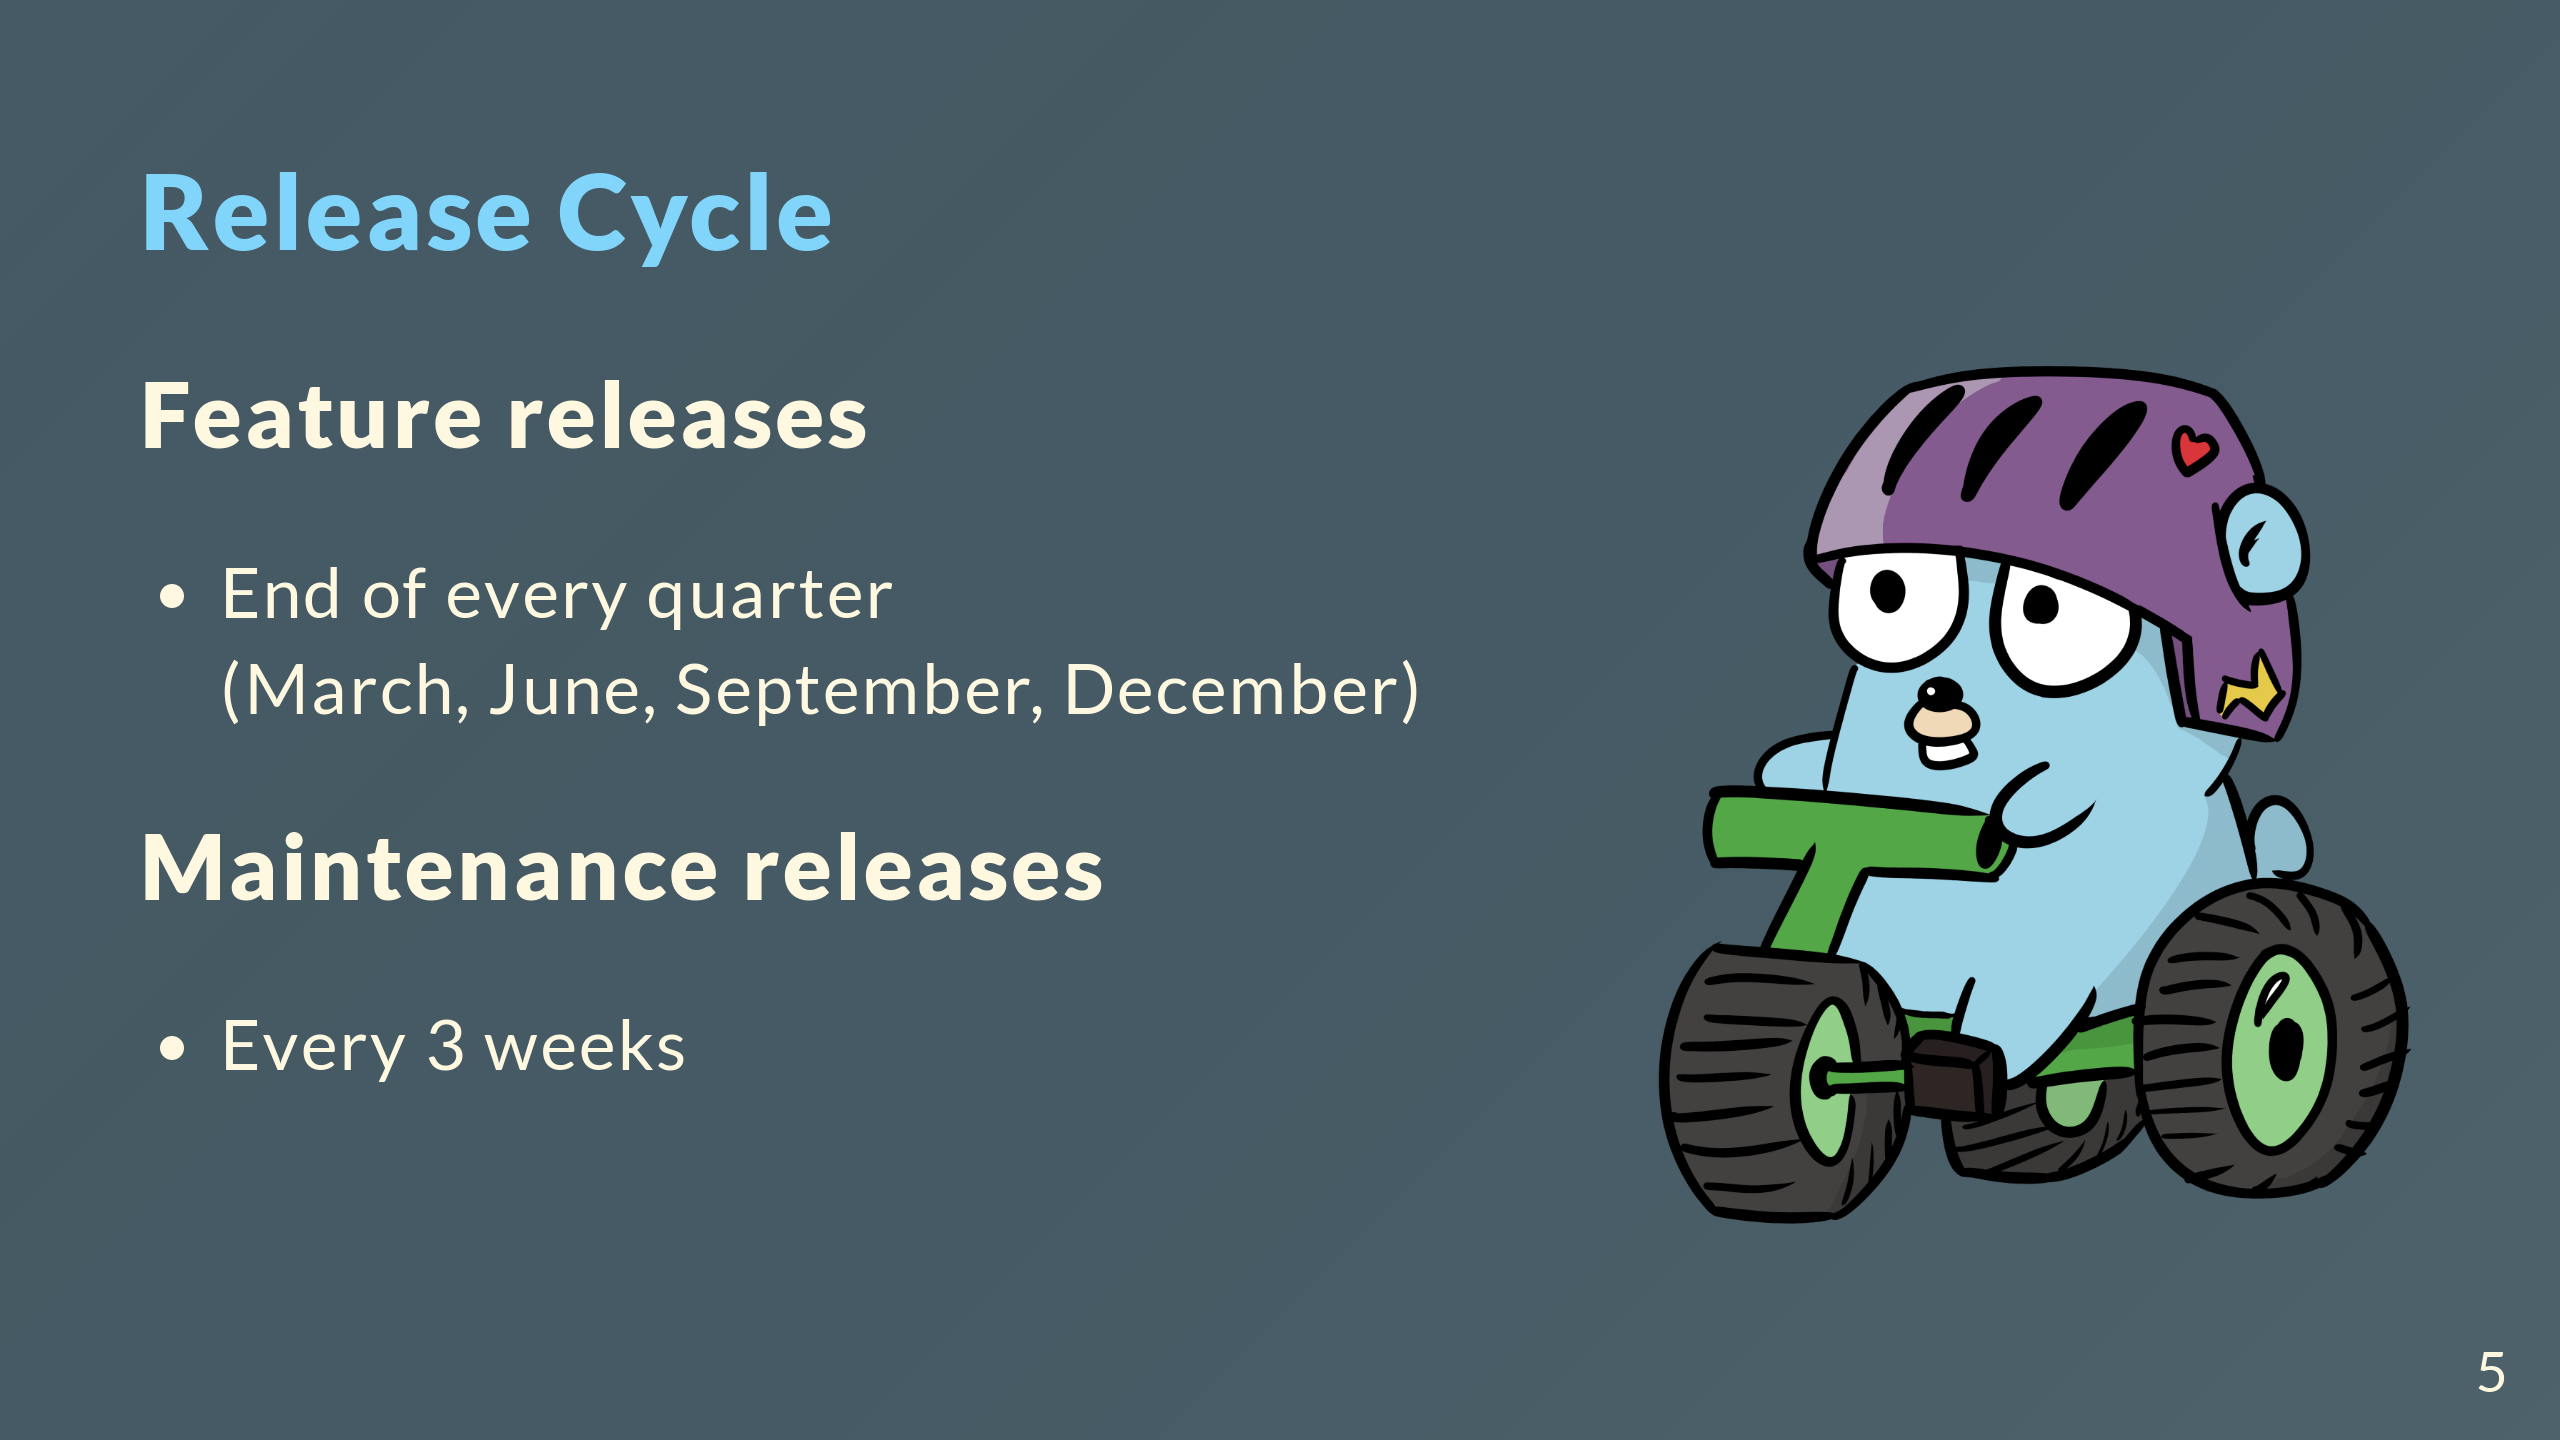 Release Cycle
Feature releases
• End of every quarter
(March, June, September, December)
Maintenance releases
• Every 3 weeks
5